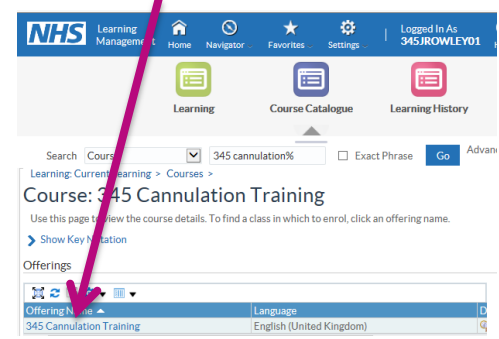 NHS Learning Management
Home Navigator Favorites Settings
Logged In As
345JROWLEY01
Learning Course Catalogue Learning History
Search Course 345 cannulation% Exact Phrase Go
Learning: Current Learning > Courses >
Course: 345 Cannulation Training
Use this page to view the course details. To find a class in which to enrol, click an offering name.
Show Key Notation
Offerings
Offering Name Language
345 Cannulation Training English (United Kingdom)